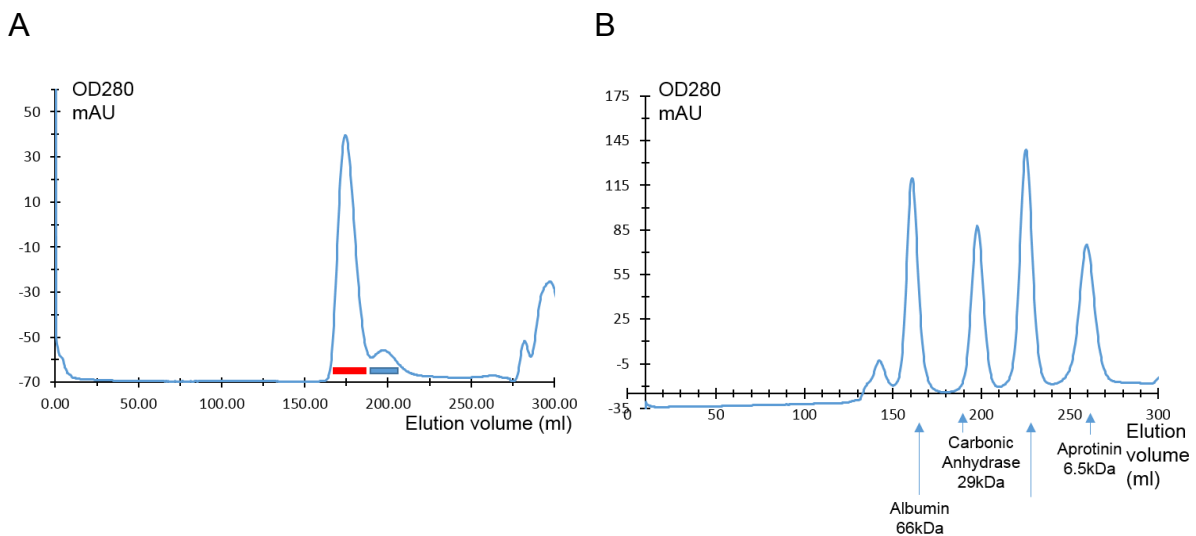 A
OD280
mAU
50
30
10
-10
-30
-50
-70
0.00 50.00 100.00 150.00 200.00 250.00 300.00
Elution volume (ml)
B
OD280
mAU
175
145
115
85
55
25
-5
-35
0 50 100 150 200 250 300
Elution
volume
(ml)
Carbonic
Anhydrase
29kDa
Aprotinin
6.5kDa
Albumin
66kDa